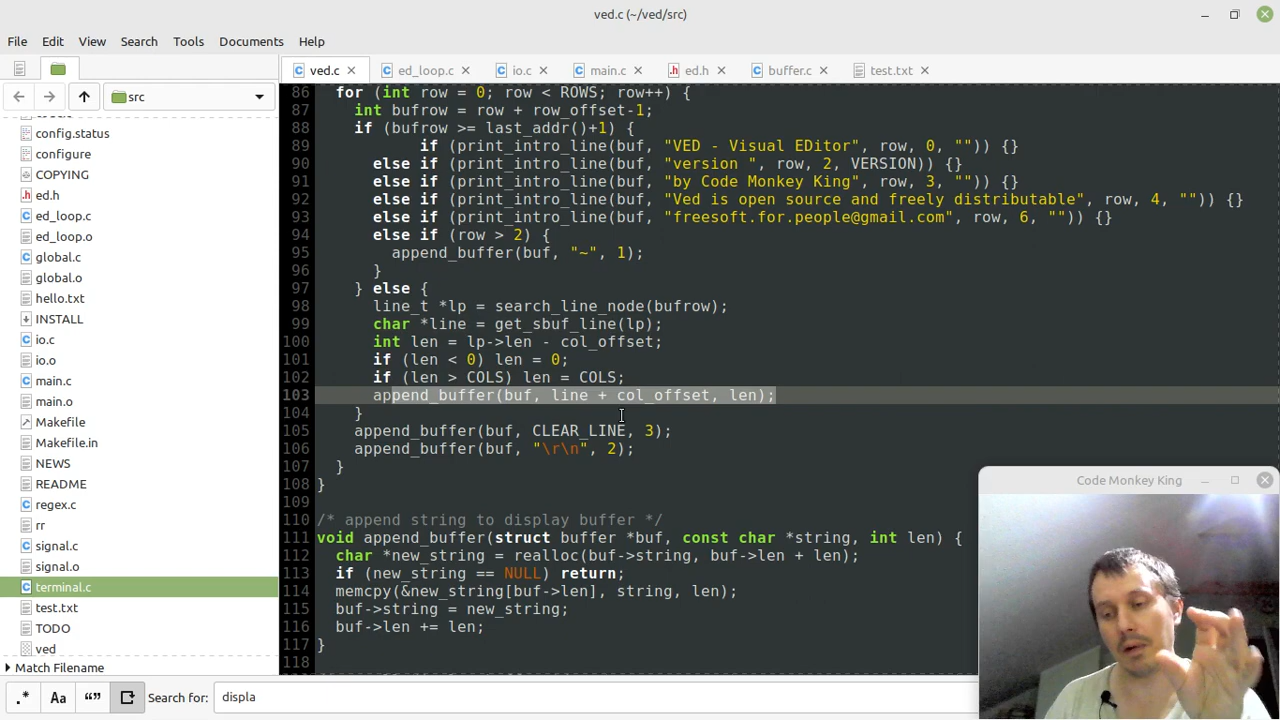 ved.c (~/ved/src)
File Edit View Search Tools Documents Help
src
ved.c ed_loop.c io.c main.c ed.h buffer.c test.txt
config.status
configure
COPYING
ed.h
ed_loop.c
ed_loop.o
global.c
global.o
hello.txt
INSTALL
io.c
io.o
main.c
main.o
Makefile
Makefile.in
NEWS
README
regex.c
rr
signal.c
signal.o
terminal.c
test.txt
TODO
ved
Match Filename
86 for (int row = 0; row < ROWS; row++) {
87 int bufrow = row + row_offset-1;
88 if (bufrow >= last_addr()+1) {
89 if (print_intro_line(buf, "VED - Visual EDitor", row, 0, "")) {}
90 else if (print_intro_line(buf, "version ", row, 2, VERSION)) {}
91 else if (print_intro_line(buf, "by Code Monkey King", row, 3, "")) {}
92 else if (print_intro_line(buf, "Ved is open source and freely distributable", row, 4, "")) {}
93 else if (print_intro_line(buf, "freesoft.for.people@gmail.com", row, 6, "")) {}
94 else if (row > 2) {
95 append_buffer(buf, "~", 1);
96 }
97 } else {
98 line_t *lp = search_line_node(bufrow);
99 char *line = get_sbuf_line(lp);
100 int len = lp->len - col_offset;
101 if (len < 0) len = 0;
102 if (len > COLS) len = COLS;
103 append_buffer(buf, line + col_offset, len);
104 }
105 append_buffer(buf, CLEAR_LINE, 3);
106 append_buffer(buf, "\r\n", 2);
107 }
108 }
109
110 /* append string to display buffer */
111 void append_buffer(struct buffer *buf, const char *string, int len) {
112 char *new_string = realloc(buf->string, buf->len + len);
113 if (new_string == NULL) return;
114 memcpy(&new_string[buf->len], string, len);
115 buf->string = new_string;
116 buf->len += len;
117 }
118
Code Monkey King
.* Aa “” Search for: displa